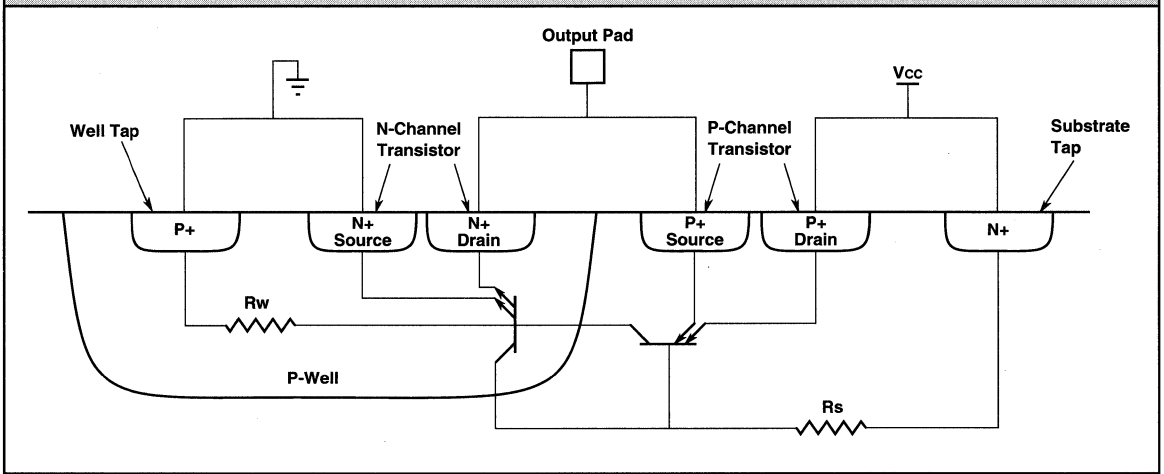 Output Pad
Vcc
Well Tap
N-Channel
Transistor
P-Channel
Transistor
Substrate
Tap
P+
N+
Source
N+
Drain
P+
Source
P+
Drain
N+
Rw
P-Well
Rs